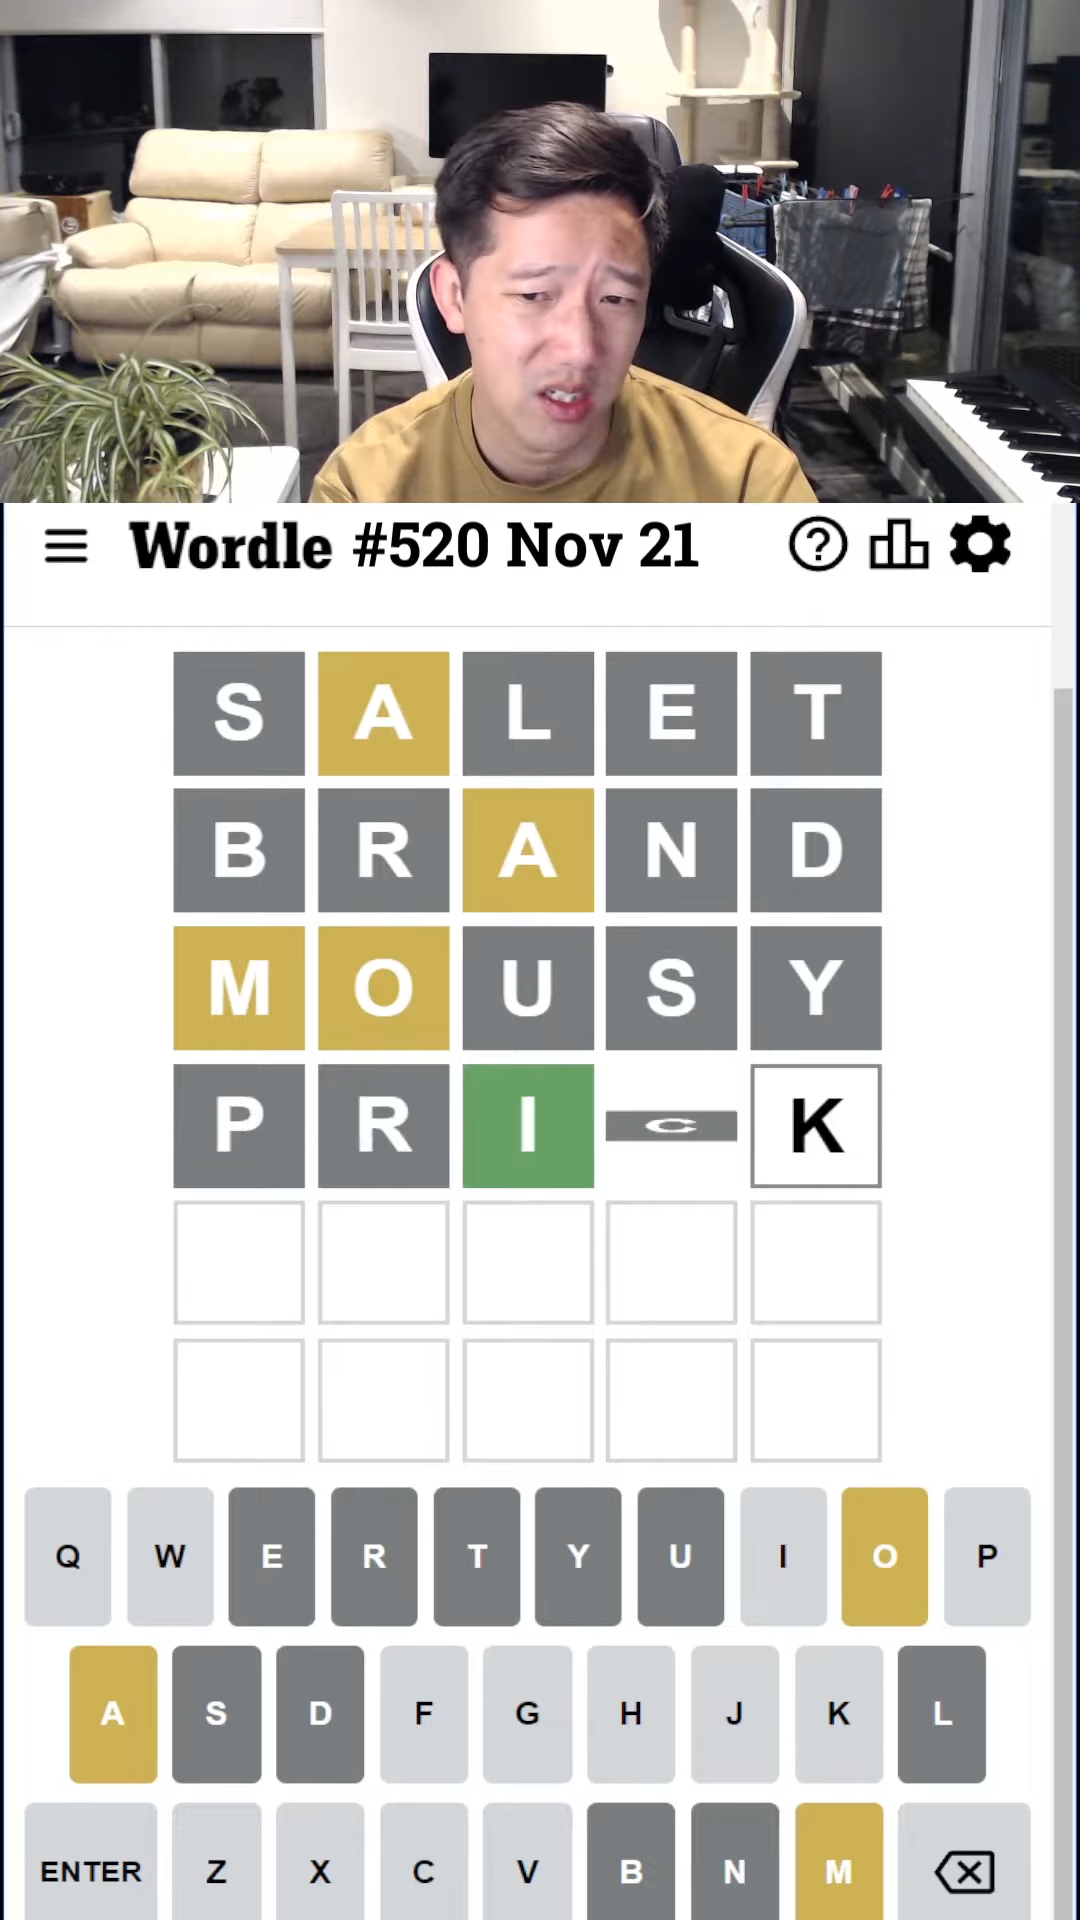 Wordle #520 Nov 21
S A L E T
B R A N D
M O U S Y
P R I C K
Q W E R T Y U I O P
A S D F G H J K L
ENTER Z X C V B N M